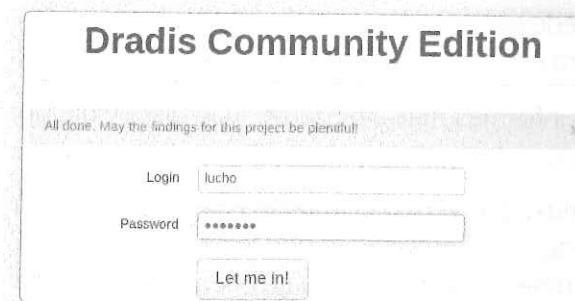 Dradis Community Edition
All done. May the findings for this project be plentiful!
Login lucho
Password •••••••
Let me in!